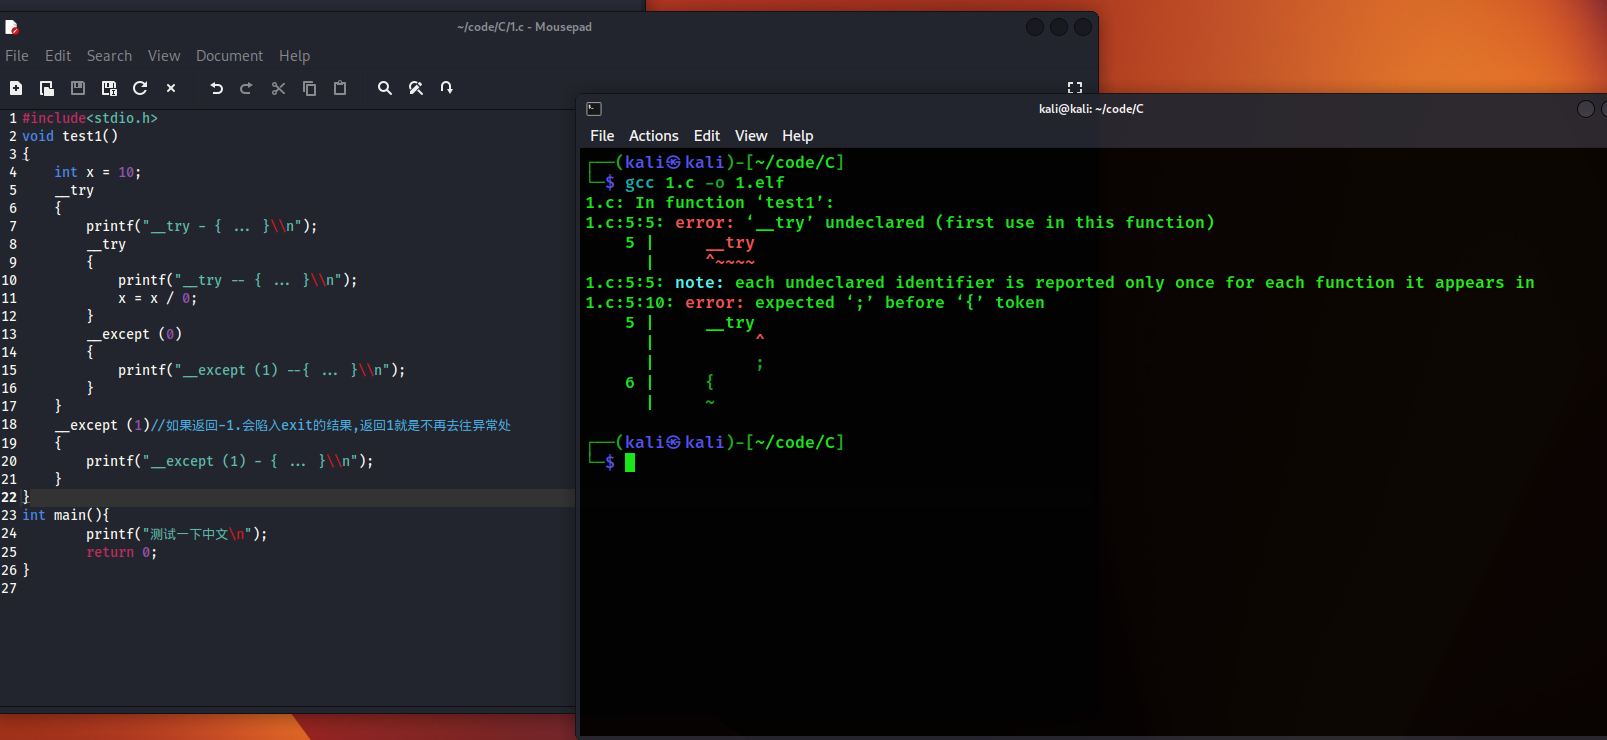 ~/code/C/1.c - Mousepad
File Edit Search View Document Help
1 #include<stdio.h>
2 void test1()
3 {
4     int x = 10;
5     __try
6     {
7         printf("__try - { ... }\\n");
8         __try
9         {
10             printf("__try -- { ... }\\n");
11             x = x / 0;
12         }
13         __except (0)
14         {
15             printf("__except (1) --{ ... }\\n");
16         }
17     }
18     __except (1)//如果返回-1.会陷入exit的结果,返回1就是不再去往异常处
19     {
20         printf("__except (1) - { ... }\\n");
21     }
22 }
23 int main(){
24         printf("测试一下中文\n");
25         return 0;
26 }
27
kali@kali: ~/code/C
File Actions Edit View Help
┌──(kali㉿kali)-[~/code/C]
└─$ gcc 1.c -o 1.elf
1.c: In function ‘test1’:
1.c:5:5: error: ‘__try’ undeclared (first use in this function)
    5 |     __try
      |     ^~~~~
1.c:5:5: note: each undeclared identifier is reported only once for each function it appears in
1.c:5:10: error: expected ‘;’ before ‘{’ token
    5 |     __try
      |          ^
      |          ;
    6 |     {
      |     ~
┌──(kali㉿kali)-[~/code/C]
└─$